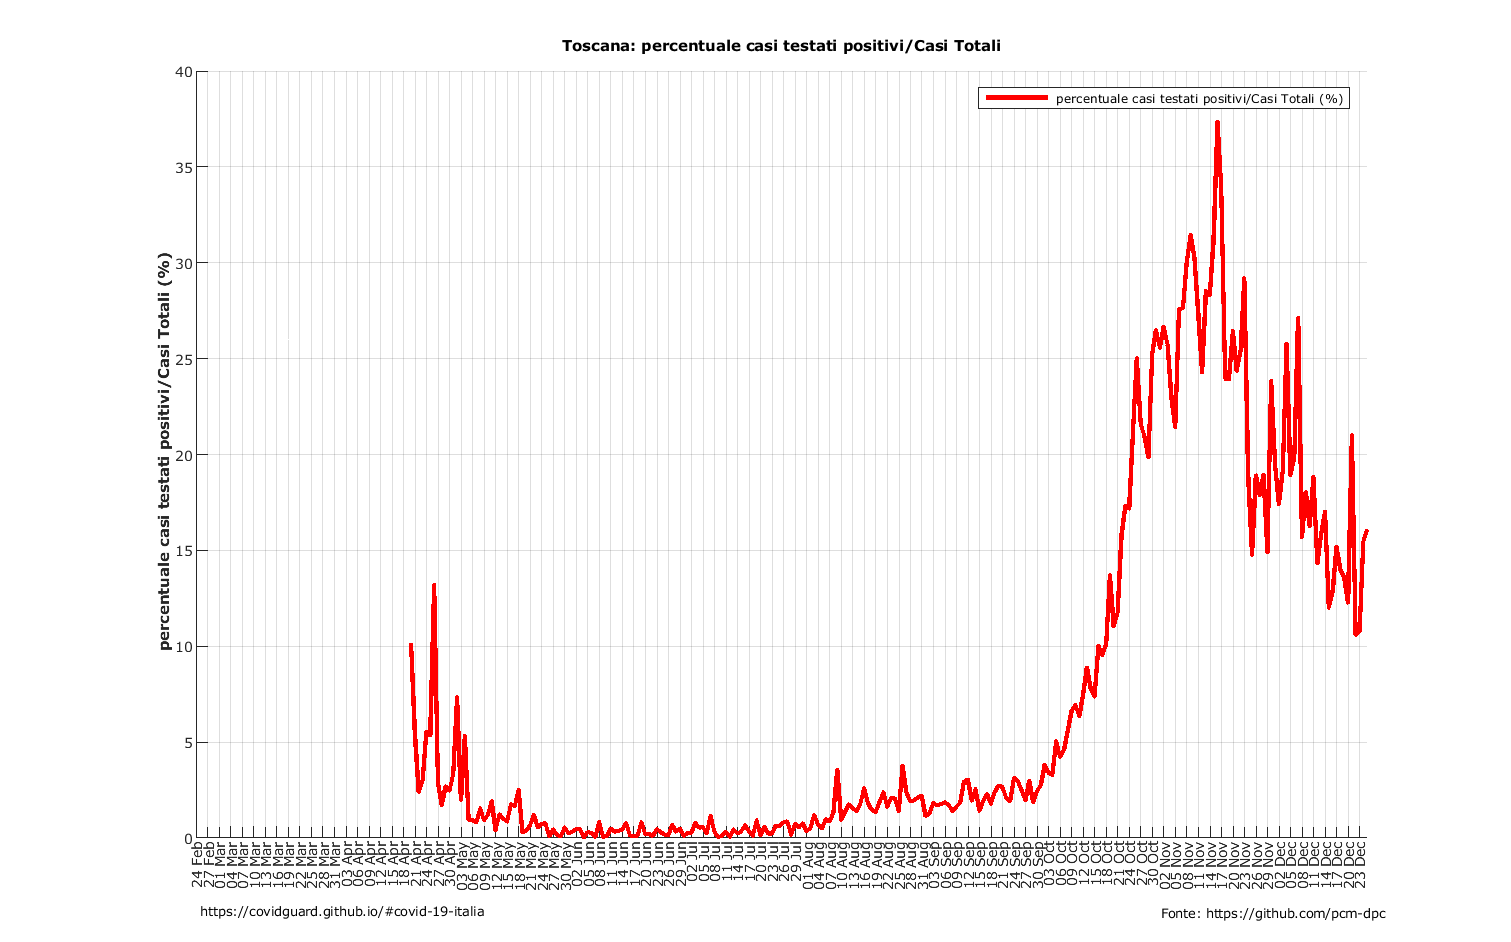 Toscana: percentuale casi testati positivi/Casi Totali
percentuale casi testati positivi/Casi Totali (%)
percentuale casi testati positivi/Casi Totali (%)
40
35
30
25
20
15
10
5
0
24 Feb
27 Feb
01 Mar
04 Mar
07 Mar
10 Mar
13 Mar
16 Mar
19 Mar
22 Mar
25 Mar
28 Mar
31 Mar
03 Apr
06 Apr
09 Apr
12 Apr
15 Apr
18 Apr
21 Apr
24 Apr
27 Apr
30 Apr
03 May
06 May
09 May
12 May
15 May
18 May
21 May
24 May
27 May
30 May
02 Jun
05 Jun
08 Jun
11 Jun
14 Jun
17 Jun
20 Jun
23 Jun
26 Jun
29 Jun
02 Jul
05 Jul
08 Jul
11 Jul
14 Jul
17 Jul
20 Jul
23 Jul
26 Jul
29 Jul
01 Aug
04 Aug
07 Aug
10 Aug
13 Aug
16 Aug
19 Aug
22 Aug
25 Aug
28 Aug
31 Aug
03 Sep
06 Sep
09 Sep
12 Sep
15 Sep
18 Sep
21 Sep
24 Sep
27 Sep
30 Sep
03 Oct
06 Oct
09 Oct
12 Oct
15 Oct
18 Oct
21 Oct
24 Oct
27 Oct
30 Oct
02 Nov
05 Nov
08 Nov
11 Nov
14 Nov
17 Nov
20 Nov
23 Nov
26 Nov
29 Nov
02 Dec
05 Dec
08 Dec
11 Dec
14 Dec
17 Dec
20 Dec
23 Dec
https://covidguard.github.io/#covid-19-italia
Fonte: https://github.com/pcm-dpc